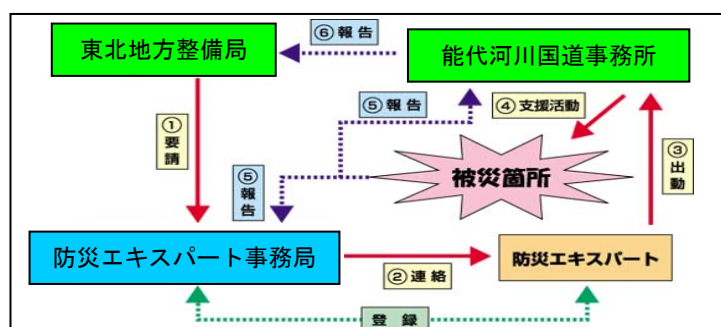 東北地方整備局
⑥報告
能代河川国道事務所
①要請
⑤報告
④支援活動
③出動
⑤報告
被災箇所
防災エキスパート事務局
②連絡
防災エキスパート
登録